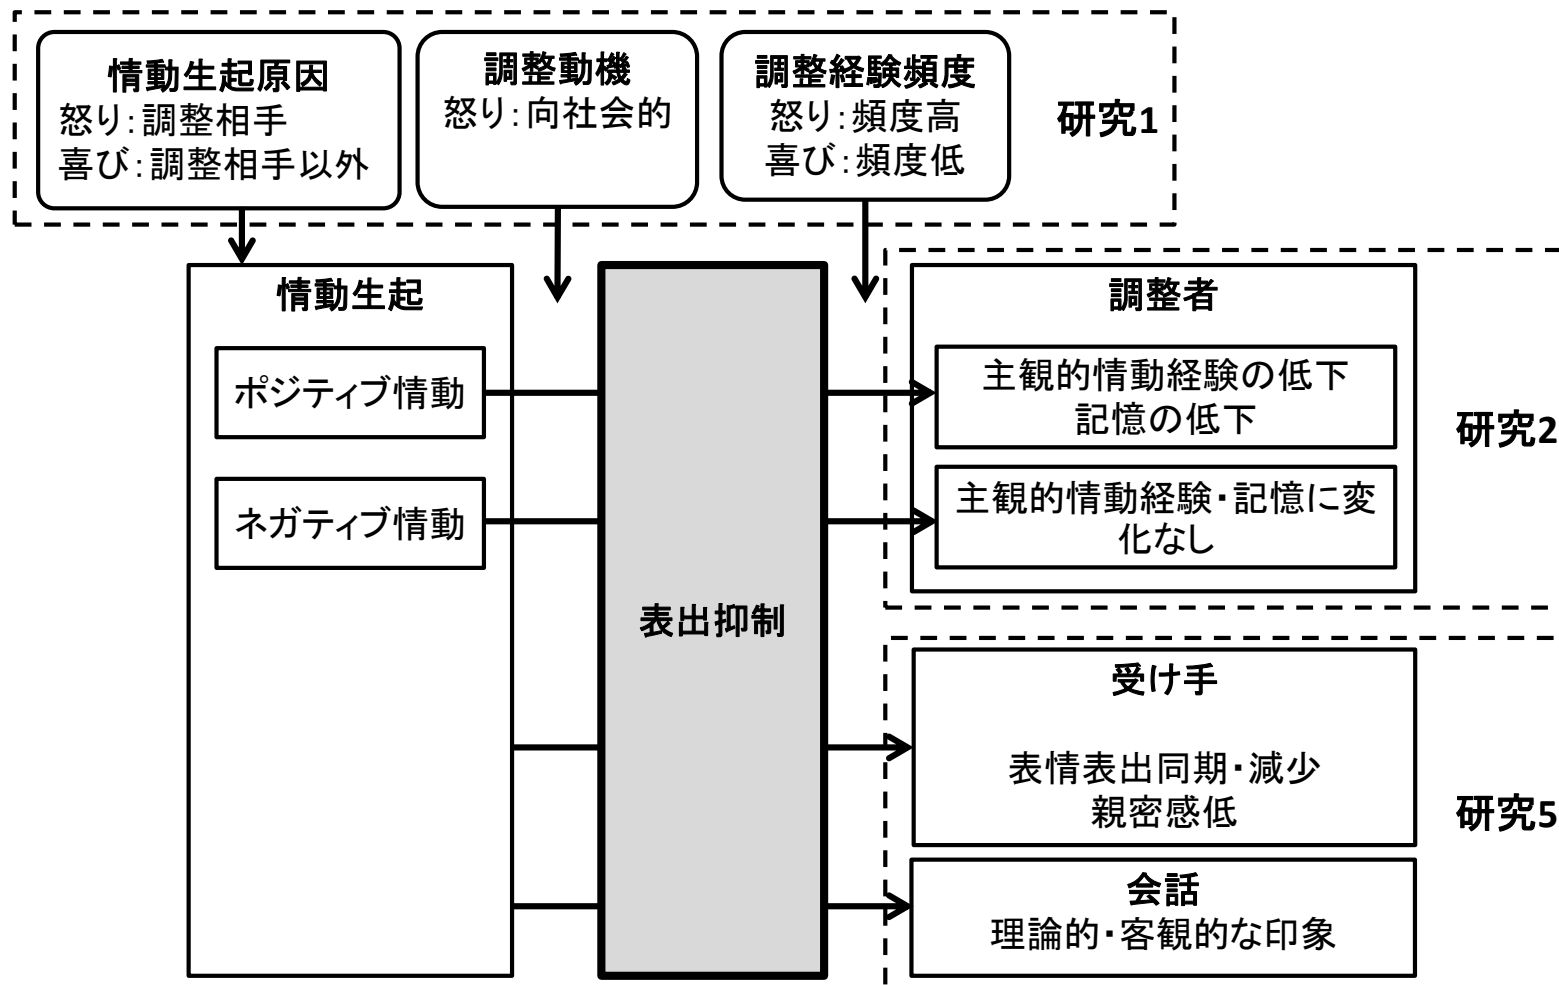 情動生起原因
怒り：調整相手
喜び：調整相手以外
調整動機
怒り：向社会的
調整経験頻度
怒り：頻度高
喜び：頻度低
研究1
情動生起
ポジティブ情動
ネガティブ情動
表出抑制
調整者
主観的情動経験の低下
記憶の低下
主観的情動経験・記憶に変
化なし
研究2
受け手
表情表出同期・減少
親密感低
会話
理論的・客観的な印象
研究5